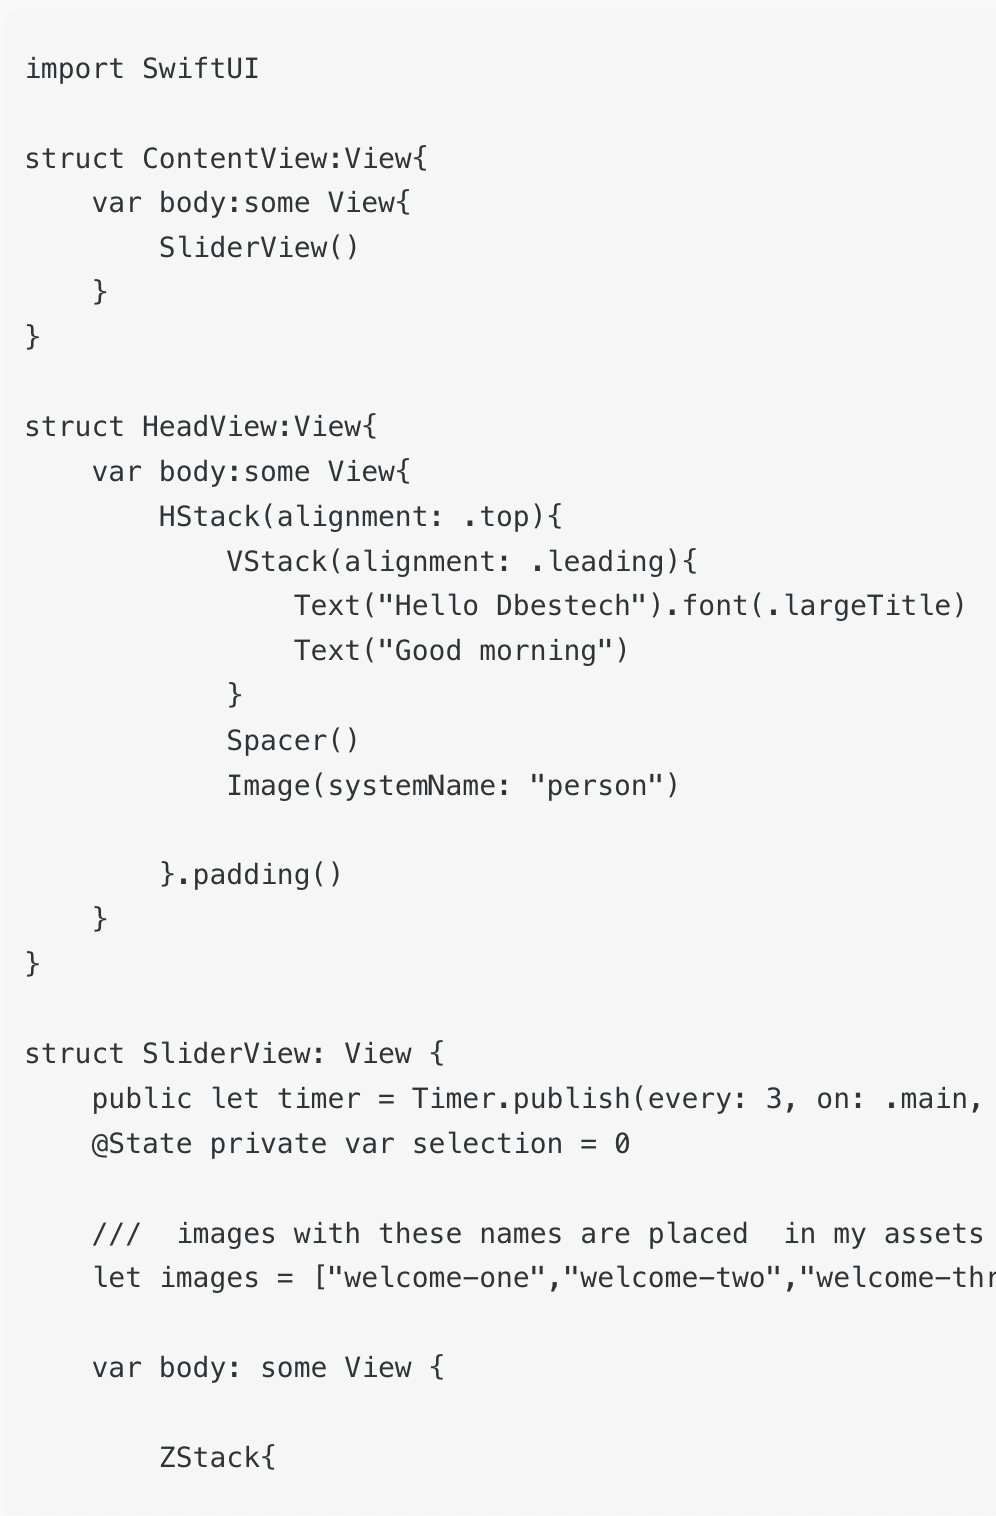 import SwiftUI

struct ContentView:View{
    var body:some View{
        SliderView()
    }
}

struct HeadView:View{
    var body:some View{
        HStack(alignment: .top){
            VStack(alignment: .leading){
                Text("Hello Dbestech").font(.largeTitle)
                Text("Good morning")
            }
            Spacer()
            Image(systemName: "person")

        }.padding()
    }
}

struct SliderView: View {
    public let timer = Timer.publish(every: 3, on: .main,
    @State private var selection = 0

    ///  images with these names are placed  in my assets
    let images = ["welcome-one","welcome-two","welcome-thr

    var body: some View {

        ZStack{